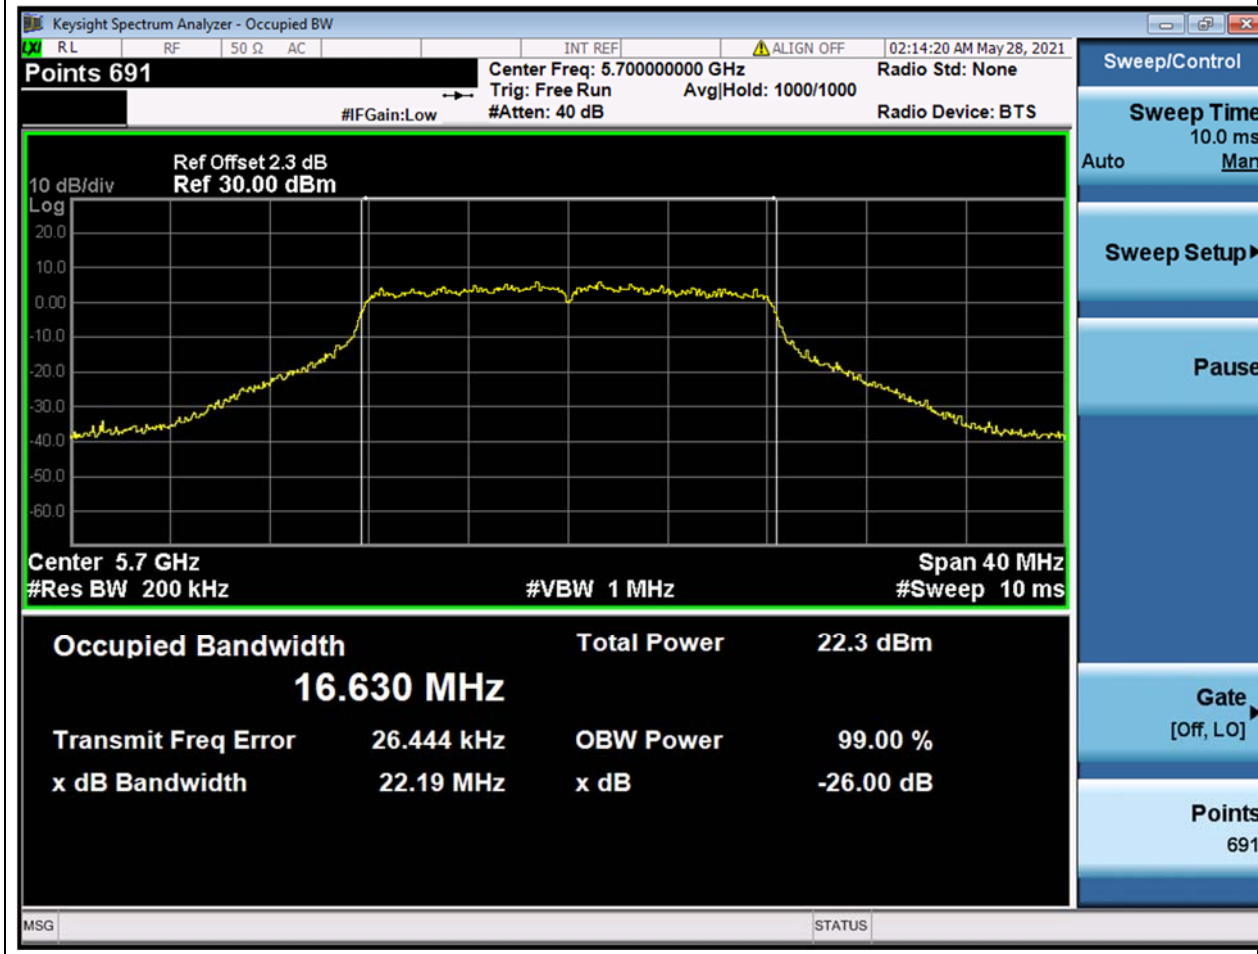 Keysight Spectrum Analyzer - Occupied BW
LXI RL RF 50 Ω AC INT REF ALIGN OFF 02:14:20 AM May 28, 2021
Points 691
Center Freq: 5.700000000 GHz Radio Std: None
Trig: Free Run Avg|Hold: 1000/1000
#IFGain:Low #Atten: 40 dB Radio Device: BTS
Ref Offset 2.3 dB
10 dB/div Ref 30.00 dBm
Log
20.0
10.0
0.00
-10.0
-20.0
-30.0
-40.0
-50.0
-60.0
Center 5.7 GHz Span 40 MHz
#Res BW 200 kHz #VBW 1 MHz #Sweep 10 ms
Occupied Bandwidth Total Power 22.3 dBm
16.630 MHz
Transmit Freq Error 26.444 kHz OBW Power 99.00 %
x dB Bandwidth 22.19 MHz x dB -26.00 dB
MSG STATUS
Sweep/Control
Sweep Time
10.0 ms
Auto Man
Sweep Setup
Pause
Gate
[Off, LO]
Points
691